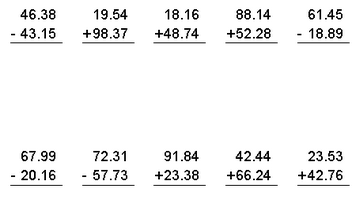 46.38 19.54 18.16 88.14 61.45
- 43.15 +98.37 +48.74 +52.28 - 18.89
67.99 72.31 91.84 42.44 23.53
- 20.16 - 57.73 +23.38 +66.24 +42.76